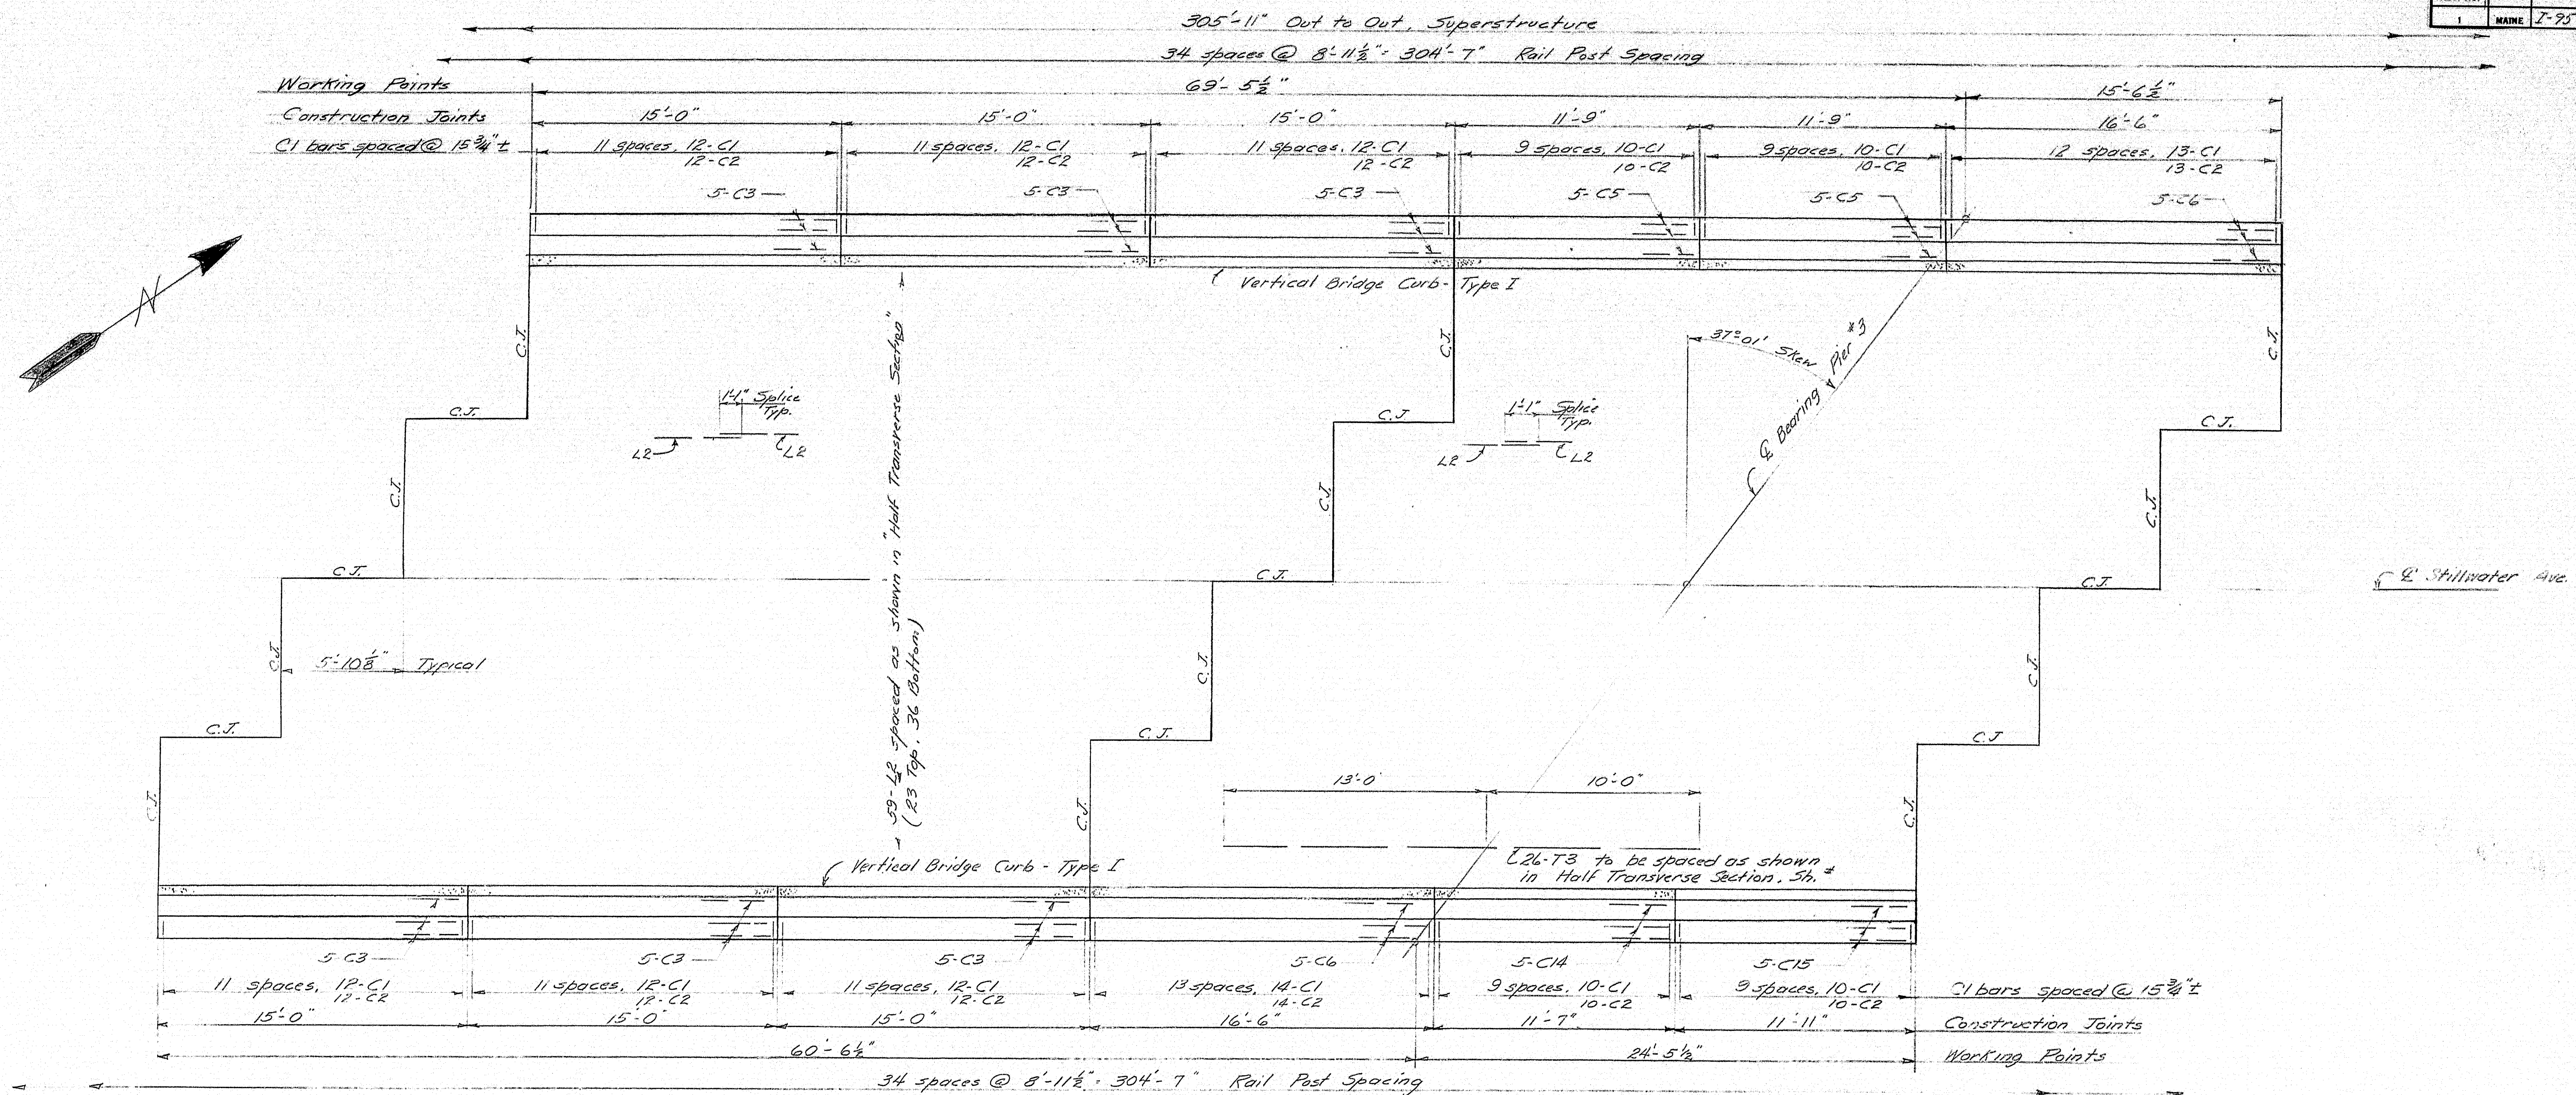 1 MAINE I-95
305'-11" Out to Out, Superstructure
34 spaces @ 8'-11½" = 304'-7" Rail Post Spacing
Working Points 69'-5½" 15'-6½"
Construction Joints 15'-0" 15'-0" 15'-0" 11'-9" 11'-9" 16'-6"
C1 bars spaced @ 15¾"± 11 spaces, 12-C1 11 spaces, 12-C1 11 spaces, 12-C1 9 spaces, 10-C1 9 spaces, 10-C1 12 spaces, 13-C1
12-C2 12-C2 12-C2 10-C2 10-C2 13-C2
5-C3 5-C3 5-C3 5-C5 5-C5 5-C6
Vertical Bridge Curb - Type I
N
C.J. C.J. C.J.
37°01' Skew
₵ Bearing Pier #3
1'-1" Splice
Typ.
L2 L2
1'-1" Splice
Typ.
L2 L2
C.J. C.J. C.J.
C.J. C.J. C.J.
59-L2 spaced as shown in "Half Transverse Section"
(23 Top, 36 Bottom)
C.J. C.J. C.J.
₵ Stillwater Ave.
C.J. C.J. C.J.
5'-10⅛" Typical
C.J. C.J. C.J
13'-0 10'-0"
C.J. C.J. C.J.
Vertical Bridge Curb - Type I
26-T3 to be spaced as shown
in Half Transverse Section, Sh. #
5-C3 5-C3 5-C3 5-C6 5-C14 5-C15
11 spaces, 12-C1 11 spaces, 12-C1 11 spaces, 12-C1 13 spaces, 14-C1 9 spaces, 10-C1 9 spaces, 10-C1 C1 bars spaced @ 15¾"±
12-C2 12-C2 12-C2 14-C2 10-C2 10-C2
15'-0" 15'-0" 15'-0" 16'-6" 11'-7" 11'-11" Construction Joints
60'-6½" 24'-5½" Working Points
34 spaces @ 8'-11½" = 304'-7" Rail Post Spacing